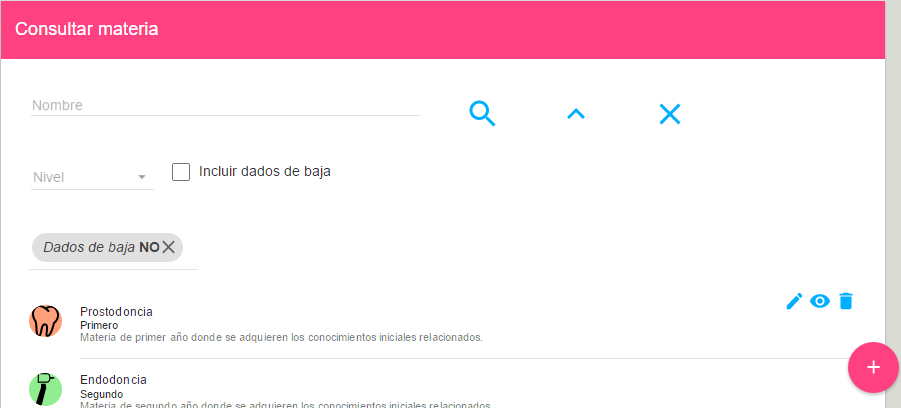 Consultar materia
Nombre
Nivel
Incluir dados de baja
Dados de baja NO
Prostodoncia
Primero
Materia de primer año donde se adquieren los conocimientos iniciales relacionados.
Endodoncia
Segundo
Materia de segundo año donde se adquieren los conocimientos iniciales relacionados